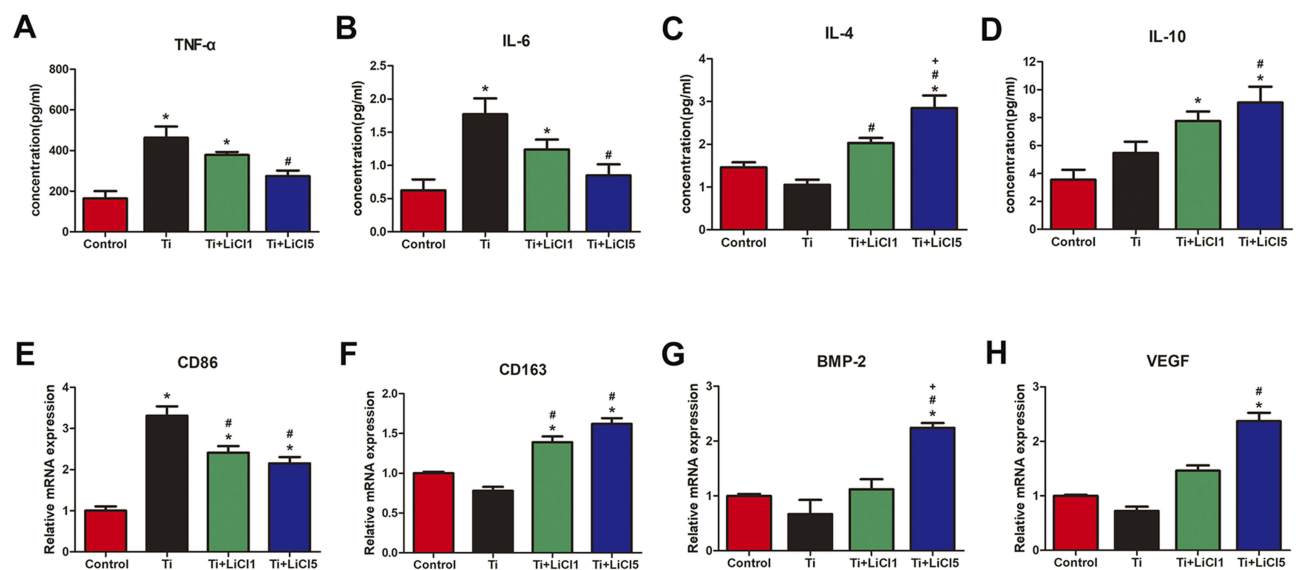 A
TNF-α
concentration(pg/ml)
800
600
400
200
0
*
*
#
Control
Ti
Ti+LiCl1
Ti+LiCl5
B
IL-6
concentration(pg/ml)
2.5
2.0
1.5
1.0
0.5
0.0
*
*
#
Control
Ti
Ti+LiCl1
Ti+LiCl5
C
IL-4
concentration(pg/ml)
4
3
2
1
0
#
+
#
*
Control
Ti
Ti+LiCl1
Ti+LiCl5
D
IL-10
concentration(pg/ml)
12
10
8
6
4
2
0
*
#
*
Control
Ti
Ti+LiCl1
Ti+LiCl5
E
CD86
Relative mRNA expression
4
3
2
1
0
*
#
*
#
*
Control
Ti
Ti+LiCl1
Ti+LiCl5
F
CD163
Relative mRNA expression
2.0
1.5
1.0
0.5
0.0
#
*
#
*
Control
Ti
Ti+LiCl1
Ti+LiCl5
G
BMP-2
Relative mRNA expression
3
2
1
0
+
#
*
Control
Ti
Ti+LiCl1
Ti+LiCl5
H
VEGF
Relative mRNA expression
3
2
1
0
#
*
Control
Ti
Ti+LiCl1
Ti+LiCl5